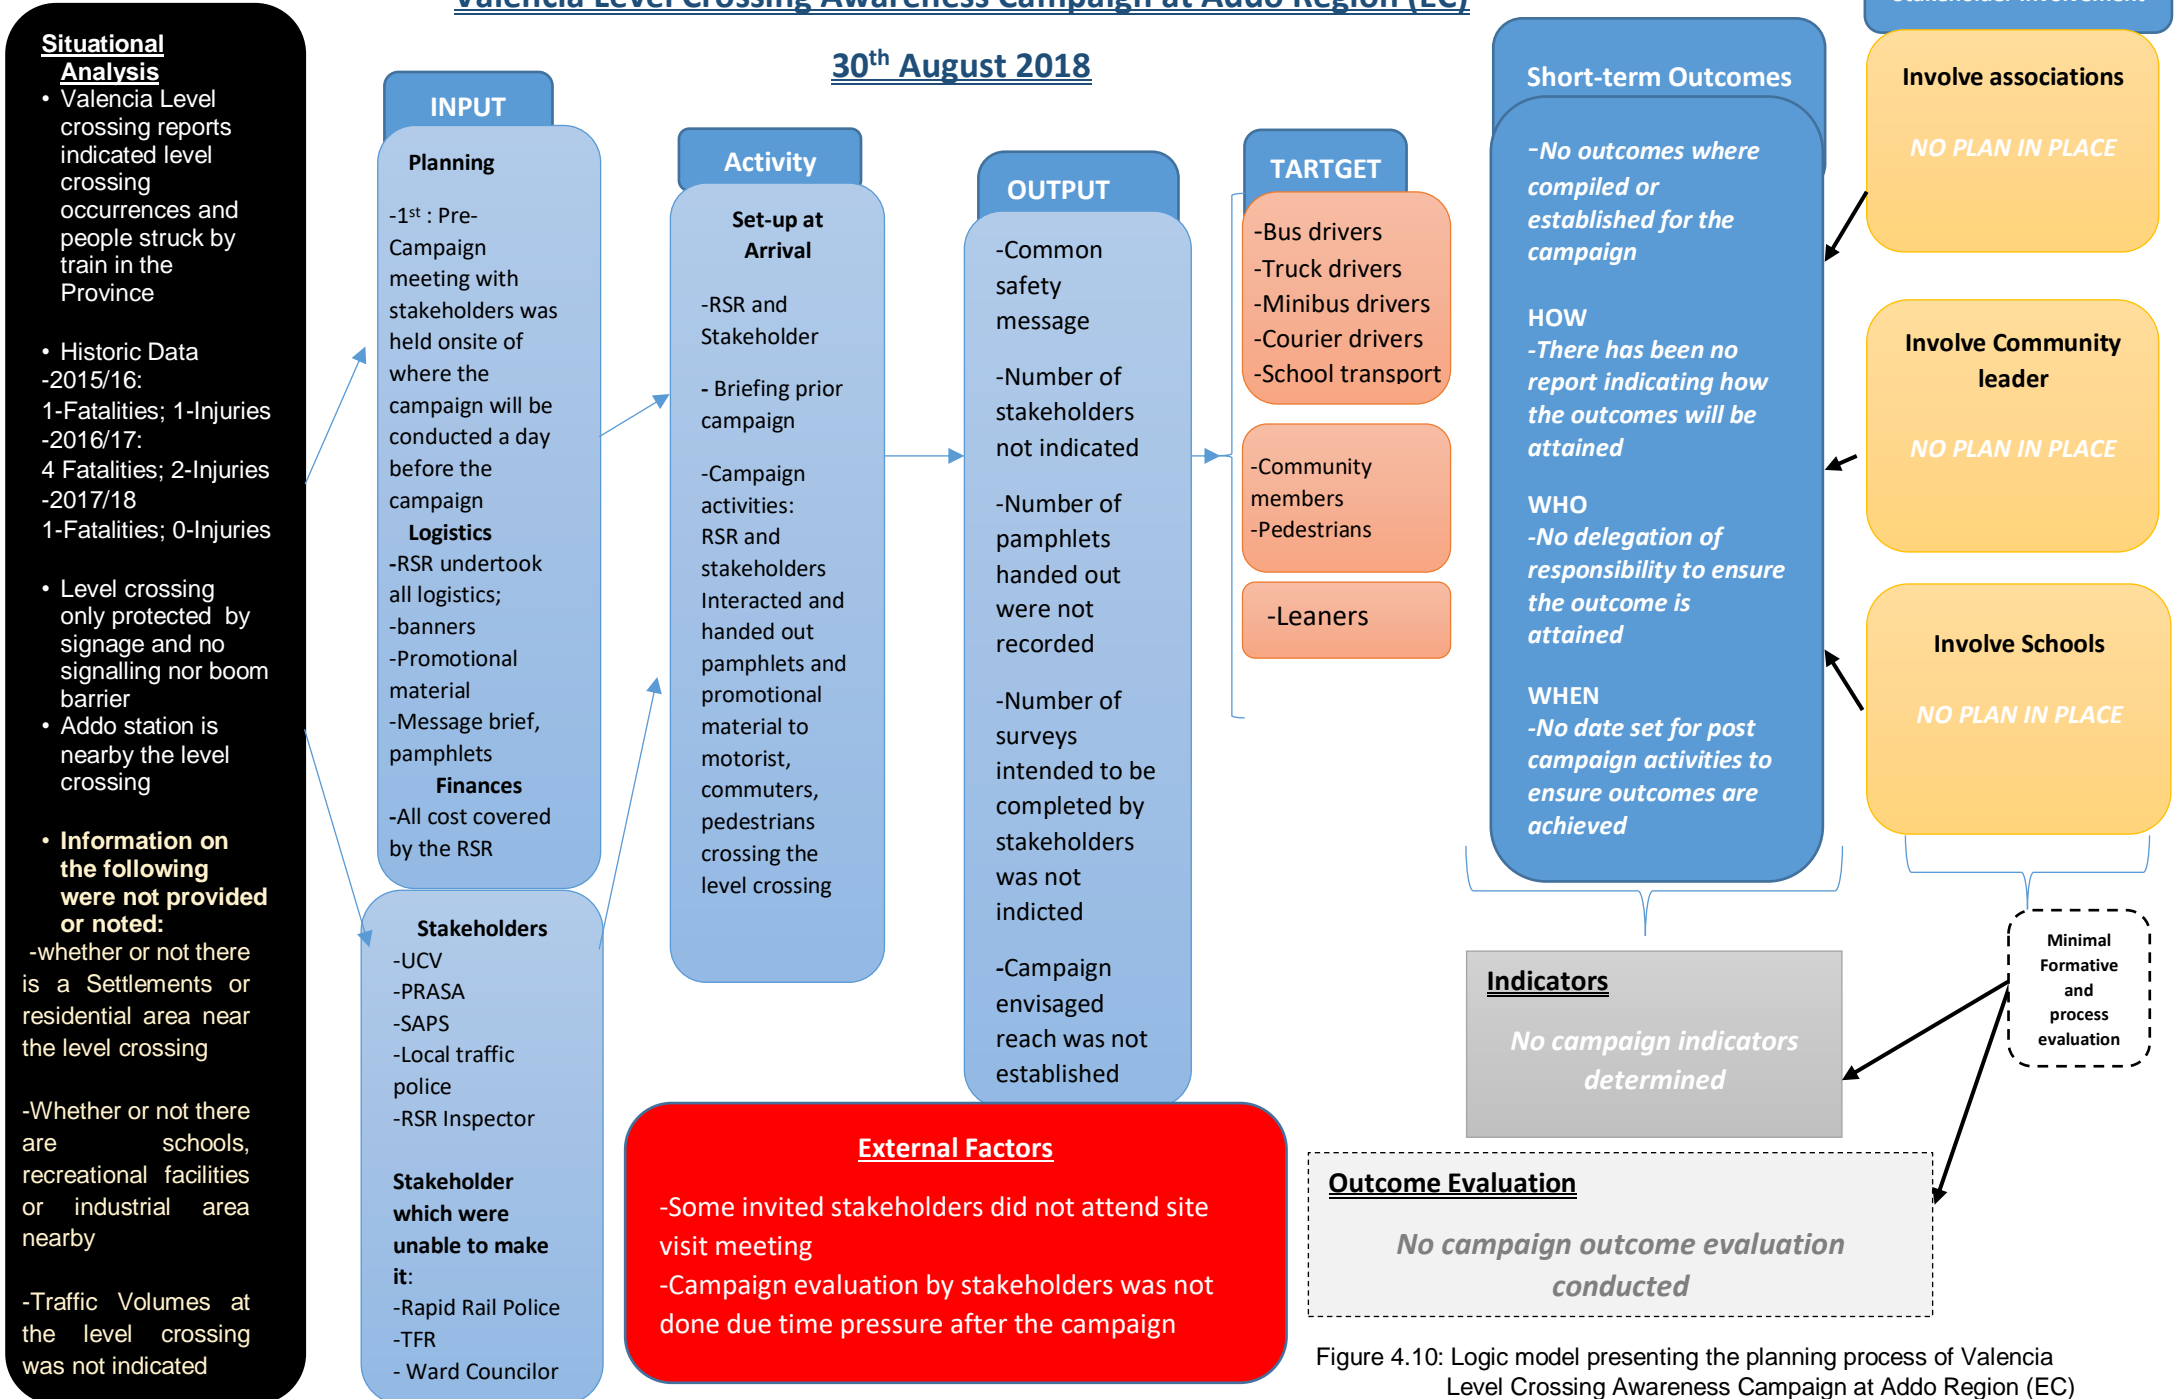 Valencia Level Crossing Awareness Campaign at Addo Region (EC)
30th August 2018
Situational
Analysis
• Valencia Level
crossing reports
indicated level
crossing
occurrences and
people struck by
train in the
Province
• Historic Data
-2015/16:
1-Fatalities; 1-Injuries
-2016/17:
4 Fatalities; 2-Injuries
-2017/18
1-Fatalities; 0-Injuries
• Level crossing
only protected by
signage and no
signalling nor boom
barrier
• Addo station is
nearby the level
crossing
• Information on
the following
were not provided
or noted:
-whether or not there
is a Settlements or
residential area near
the level crossing
-Whether or not there
are schools,
recreational facilities
or industrial area
nearby
-Traffic Volumes at
the level crossing
was not indicated
INPUT
Planning
-1st : Pre-
Campaign
meeting with
stakeholders was
held onsite of
where the
campaign will be
conducted a day
before the
campaign
Logistics
-RSR undertook
all logistics;
-banners
-Promotional
material
-Message brief,
pamphlets
Finances
-All cost covered
by the RSR
Stakeholders
-UCV
-PRASA
-SAPS
-Local traffic
police
-RSR Inspector
Stakeholder
which were
unable to make
it:
-Rapid Rail Police
-TFR
- Ward Councilor
Activity
Set-up at
Arrival
-RSR and
Stakeholder
- Briefing prior
campaign
-Campaign
activities:
RSR and
stakeholders
Interacted and
handed out
pamphlets and
promotional
material to
motorist,
commuters,
pedestrians
crossing the
level crossing
OUTPUT
-Common
safety
message
-Number of
stakeholders
not indicated
-Number of
pamphlets
handed out
were not
recorded
-Number of
surveys
intended to be
completed by
stakeholders
was not
indicted
-Campaign
envisaged
reach was not
established
TARTGET
-Bus drivers
-Truck drivers
-Minibus drivers
-Courier drivers
-School transport
-Community
members
-Pedestrians
-Leaners
External Factors
-Some invited stakeholders did not attend site
visit meeting
-Campaign evaluation by stakeholders was not
done due time pressure after the campaign
Short-term Outcomes
-No outcomes where
compiled or
established for the
campaign
HOW
-There has been no
report indicating how
the outcomes will be
attained
WHO
-No delegation of
responsibility to ensure
the outcome is
attained
WHEN
-No date set for post
campaign activities to
ensure outcomes are
achieved
Stakeholder Involvement
Involve associations
NO PLAN IN PLACE
Involve Community
leader
NO PLAN IN PLACE
Involve Schools
NO PLAN IN PLACE
Minimal
Formative
and
process
evaluation
Indicators
No campaign indicators
determined
Outcome Evaluation
No campaign outcome evaluation
conducted
Figure 4.10: Logic model presenting the planning process of Valencia
Level Crossing Awareness Campaign at Addo Region (EC)